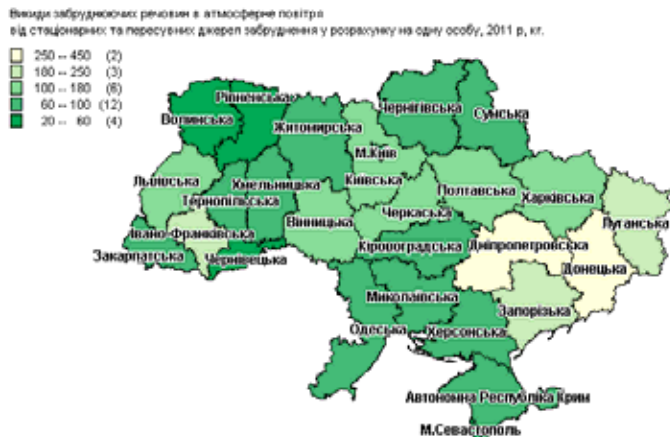 Викиди забруднюючих речовин в атмосферне повітря
від стаціонарних та пересувних джерел забруднення у розрахунку на одну особу, 2011 р, кг.
250 -- 450 (2)
180 -- 250 (3)
100 -- 180 (6)
60 -- 100 (12)
20 -- 60 (4)
Рівненська
Волинська
Житомирська
Чернігівська
Сумська
М.Київ
Київська
Львівська
Хмельницька
Тернопільська
Вінницька
Черкаська
Полтавська
Харківська
Луганська
Івано-Франківська
Закарпатська
Чернівецька
Кіровоградська
Дніпропетровська
Донецька
Миколаївська
Запорізька
Одеська
Херсонська
Автономна Республіка Крим
М.Севастополь